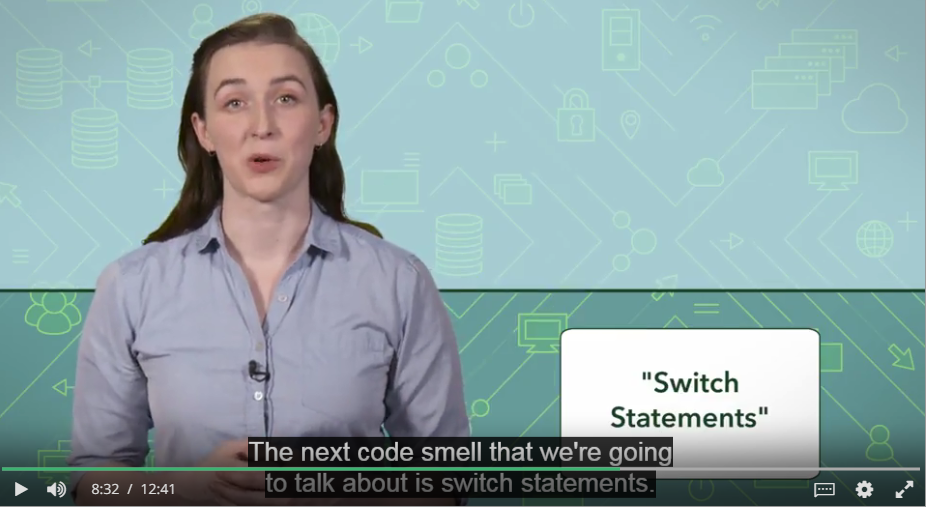 "Switch
Statements"
The next code smell that we're going
to talk about is switch statements.
8:32 / 12:41